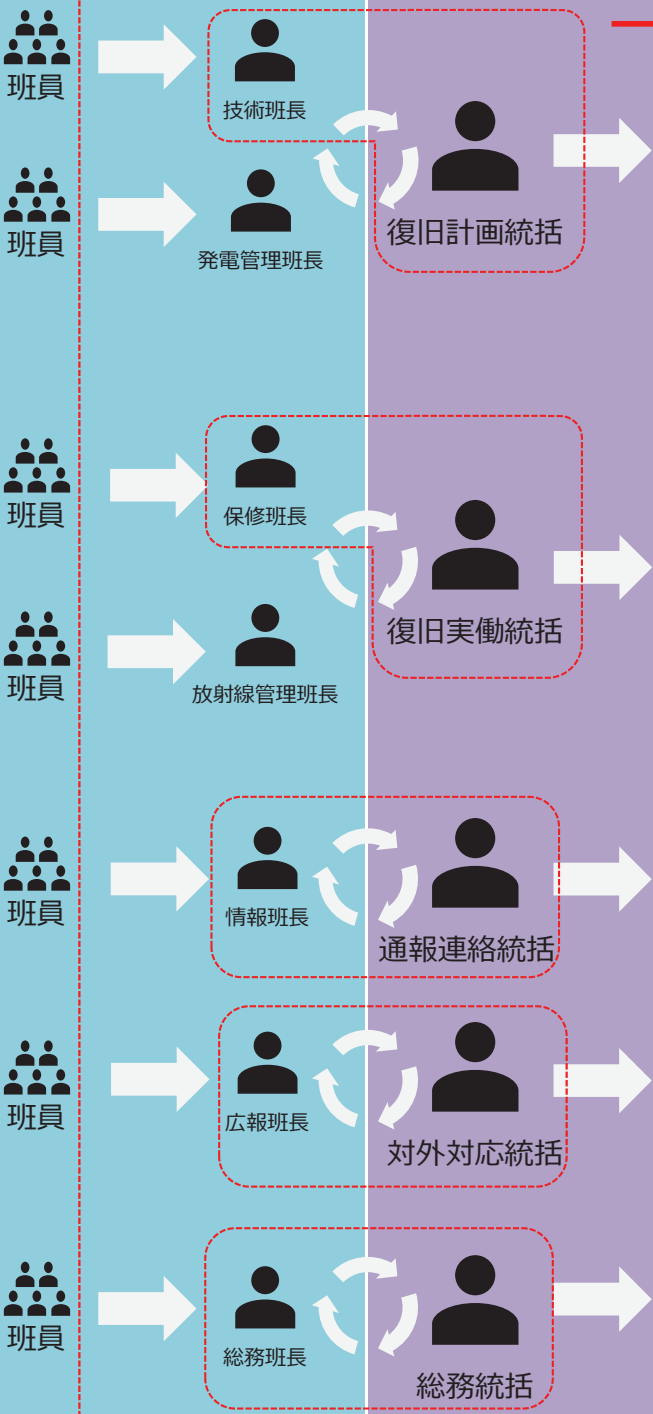 班員
技術班長
復旧計画統括
班員
発電管理班長
班員
保修班長
復旧実働統括
班員
放射線管理班長
班員
情報班長
通報連絡統括
班員
広報班長
対外対応統括
班員
総務班長
総務統括